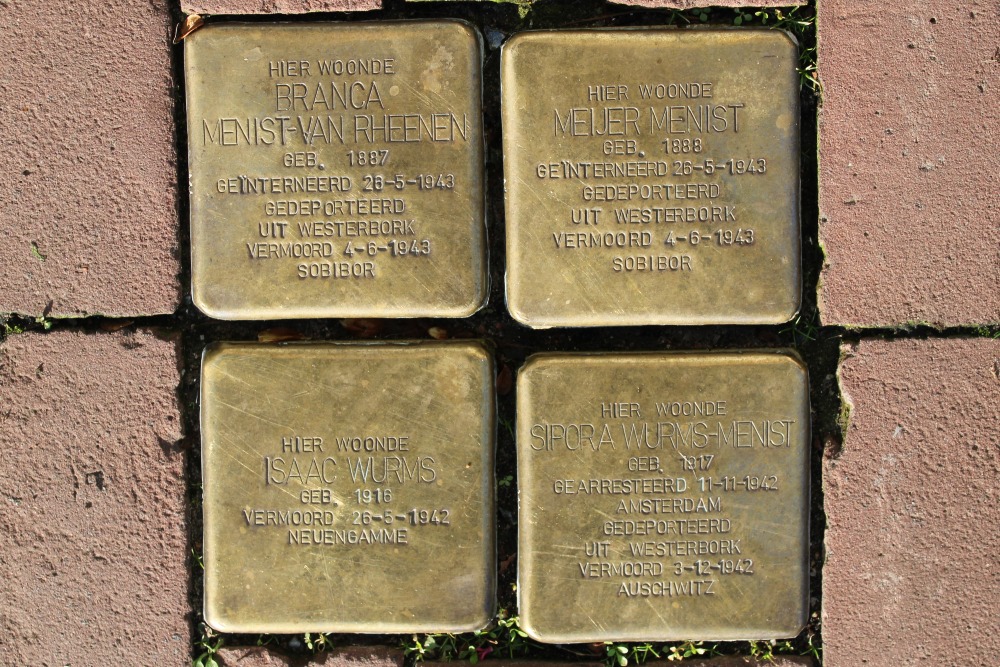 HIER WOONDE
BRANCA
MENIST-VAN RHEENEN
GEB. 1887
GEÏNTERNEERD 26-5-1943
GEDEPORTEERD
UIT WESTERBORK
VERMOORD 4-6-1943
SOBIBOR
HIER WOONDE
MEIJER MENIST
GEB. 1888
GEÏNTERNEERD 26-5-1943
GEDEPORTEERD
UIT WESTERBORK
VERMOORD 4-6-1943
SOBIBOR
HIER WOONDE
ISAAC WURMS
GEB. 1916
VERMOORD 26-5-1942
NEUENGAMME
HIER WOONDE
SIPORA WURMS-MENIST
GEB. 1917
GEARRESTEERD 11-11-1942
AMSTERDAM
GEDEPORTEERD
UIT WESTERBORK
VERMOORD 3-12-1942
AUSCHWITZ